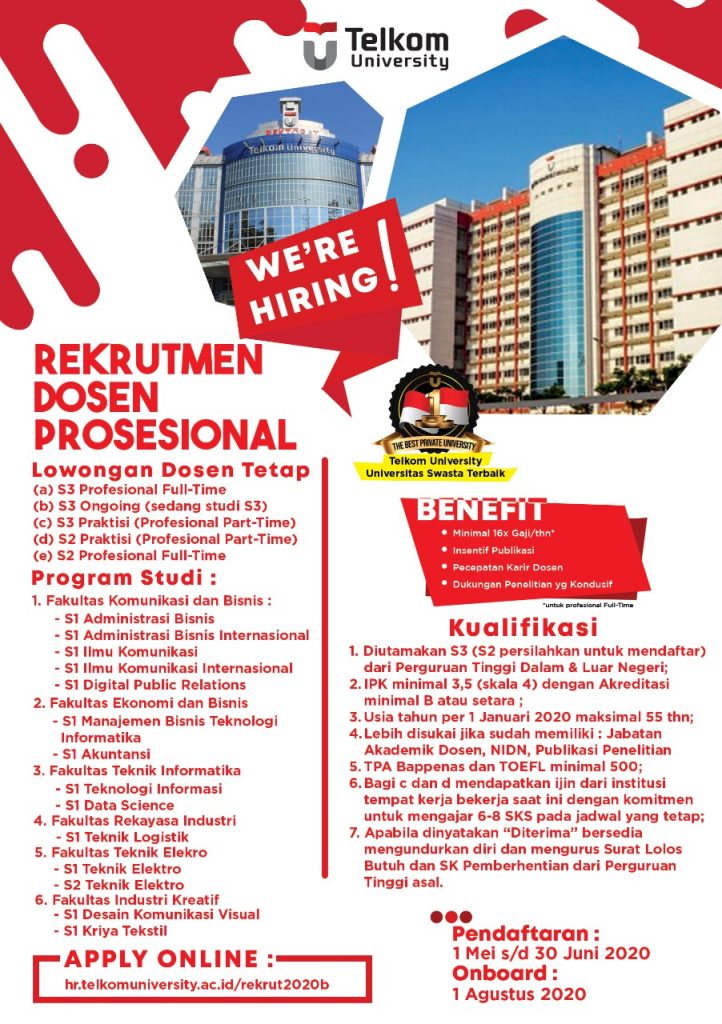 Telkom
University
REKTORAT
Telkom University
WE'RE
HIRING!
REKRUTMEN
DOSEN
PROSESIONAL
Lowongan Dosen Tetap
(a) S3 Profesional Full-Time
(b) S3 Ongoing (sedang studi S3)
(c) S3 Praktisi (Profesional Part-Time)
(d) S2 Praktisi (Profesional Part-Time)
(e) S2 Profesional Full-Time
Program Studi :
1. Fakultas Komunikasi dan Bisnis :
- S1 Administrasi Bisnis
- S1 Administrasi Bisnis Internasional
- S1 Ilmu Komunikasi
- S1 Ilmu Komunikasi Internasional
- S1 Digital Public Relations
2. Fakultas Ekonomi dan Bisnis
- S1 Manajemen Bisnis Teknologi
Informatika
- S1 Akuntansi
3. Fakultas Teknik Informatika
- S1 Teknologi Informasi
- S1 Data Science
4. Fakultas Rekayasa Industri
- S1 Teknik Logistik
5. Fakultas Teknik Elekro
- S1 Teknik Elektro
- S2 Teknik Elektro
6. Fakultas Industri Kreatif
- S1 Desain Komunikasi Visual
- S1 Kriya Tekstil
APPLY ONLINE :
hr.telkomuniversity.ac.id/rekrut2020b
1
THE BEST PRIVATE UNIVERSITY
Telkom University
Universitas Swasta Terbaik
BENEFIT
• Minimal 16x Gaji/thn*
• Insentif Publikasi
• Pecepatan Karir Dosen
• Dukungan Penelitian yg Kondusif
*untuk profesional Full-Time
Kualifikasi
1. Diutamakan S3 (S2 persilahkan untuk mendaftar)
dari Perguruan Tinggi Dalam & Luar Negeri;
2. IPK minimal 3,5 (skala 4) dengan Akreditasi
minimal B atau setara ;
3. Usia tahun per 1 Januari 2020 maksimal 55 thn;
4. Lebih disukai jika sudah memiliki : Jabatan
Akademik Dosen, NIDN, Publikasi Penelitian
5. TPA Bappenas dan TOEFL minimal 500;
6. Bagi c dan d mendapatkan ijin dari institusi
tempat kerja bekerja saat ini dengan komitmen
untuk mengajar 6-8 SKS pada jadwal yang tetap;
7. Apabila dinyatakan “Diterima” bersedia
mengundurkan diri dan mengurus Surat Lolos
Butuh dan SK Pemberhentian dari Perguruan
Tinggi asal.
Pendaftaran :
1 Mei s/d 30 Juni 2020
Onboard :
1 Agustus 2020